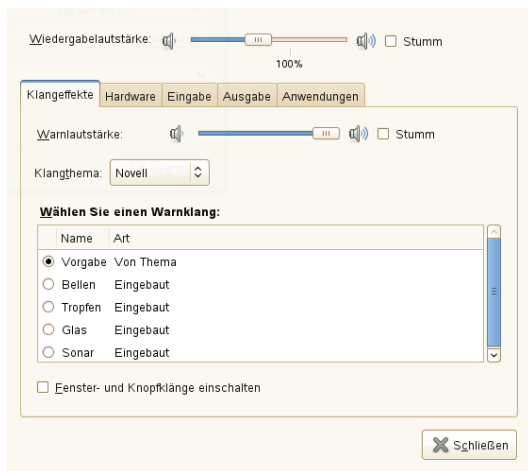 Wiedergabelautstärke: Stumm
100%
Klangeffekte Hardware Eingabe Ausgabe Anwendungen
Warnlautstärke: Stumm
Klangthema: Novell
Wählen Sie einen Warnklang:
Name Art
Vorgabe Von Thema
Bellen Eingebaut
Tropfen Eingebaut
Glas Eingebaut
Sonar Eingebaut
Fenster- und Knopfklänge einschalten
Schließen